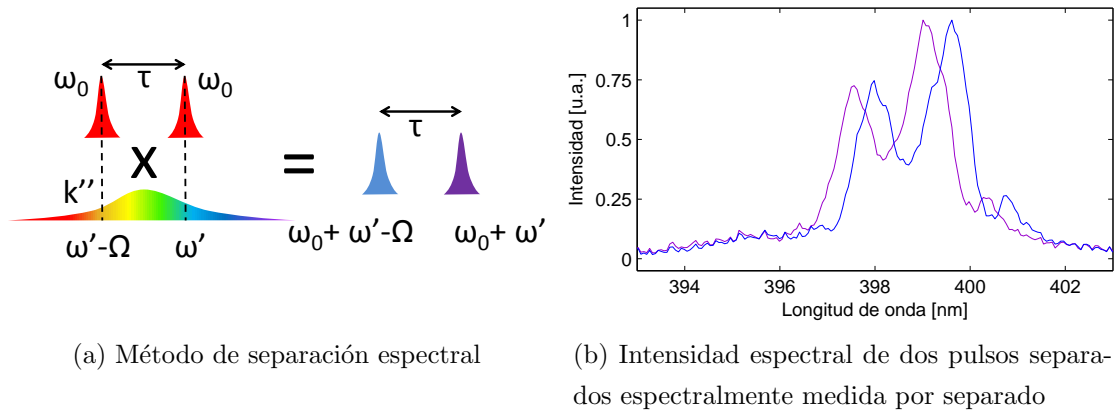 ω₀ τ ω₀
X
k''
ω'-Ω ω'
=
τ
ω₀+ ω'-Ω ω₀+ ω'
1
0.75
0.5
0.25
0
Intensidad [u.a.]
394 396 398 400 402
Longitud de onda [nm]
(a) Método de separación espectral
(b) Intensidad espectral de dos pulsos separa-
dos espectralmente medida por separado